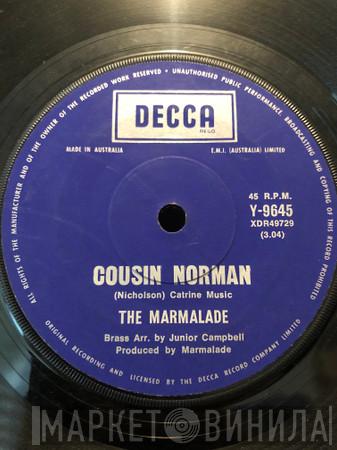 ALL RIGHTS OF THE MANUFACTURER AND OF THE OWNER OF THE RECORDED WORK RESERVED • UNAUTHORISED PUBLIC PERFORMANCE, BROADCASTING AND COPYING OF THIS RECORD PROHIBITED
DECCA
MADE IN AUSTRALIA
E.M.I. (AUSTRALIA) LIMITED
45 R.P.M.
Y-9645
XDR49729
(3.04)
COUSIN NORMAN
(Nicholson) Catrine Music
THE MARMALADE
Brass Arr. by Junior Campbell
Produced by Marmalade
ORIGINAL RECORDING AND LICENSED BY THE DECCA RECORD COMPANY LIMITED, LONDON
МАРКЕТ ВИНИЛА